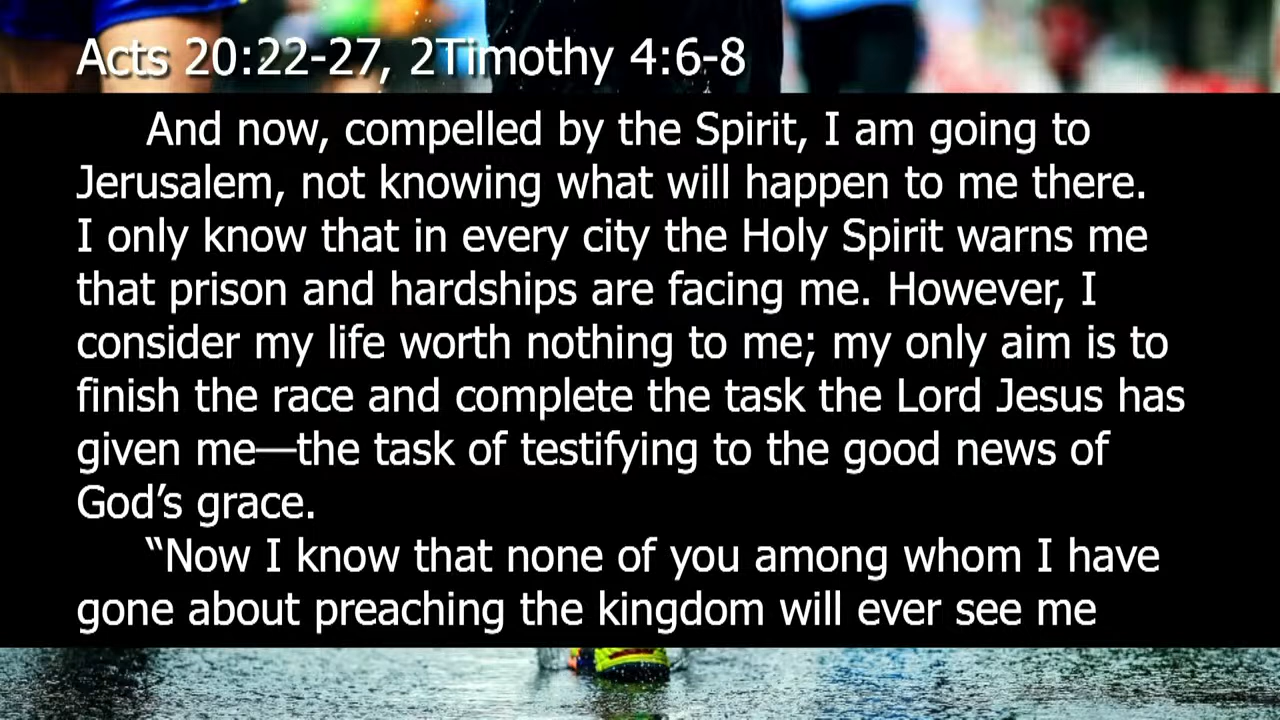 Acts 20:22-27, 2Timothy 4:6-8
And now, compelled by the Spirit, I am going to
Jerusalem, not knowing what will happen to me there.
I only know that in every city the Holy Spirit warns me
that prison and hardships are facing me. However, I
consider my life worth nothing to me; my only aim is to
finish the race and complete the task the Lord Jesus has
given me—the task of testifying to the good news of
God’s grace.
“Now I know that none of you among whom I have
gone about preaching the kingdom will ever see me